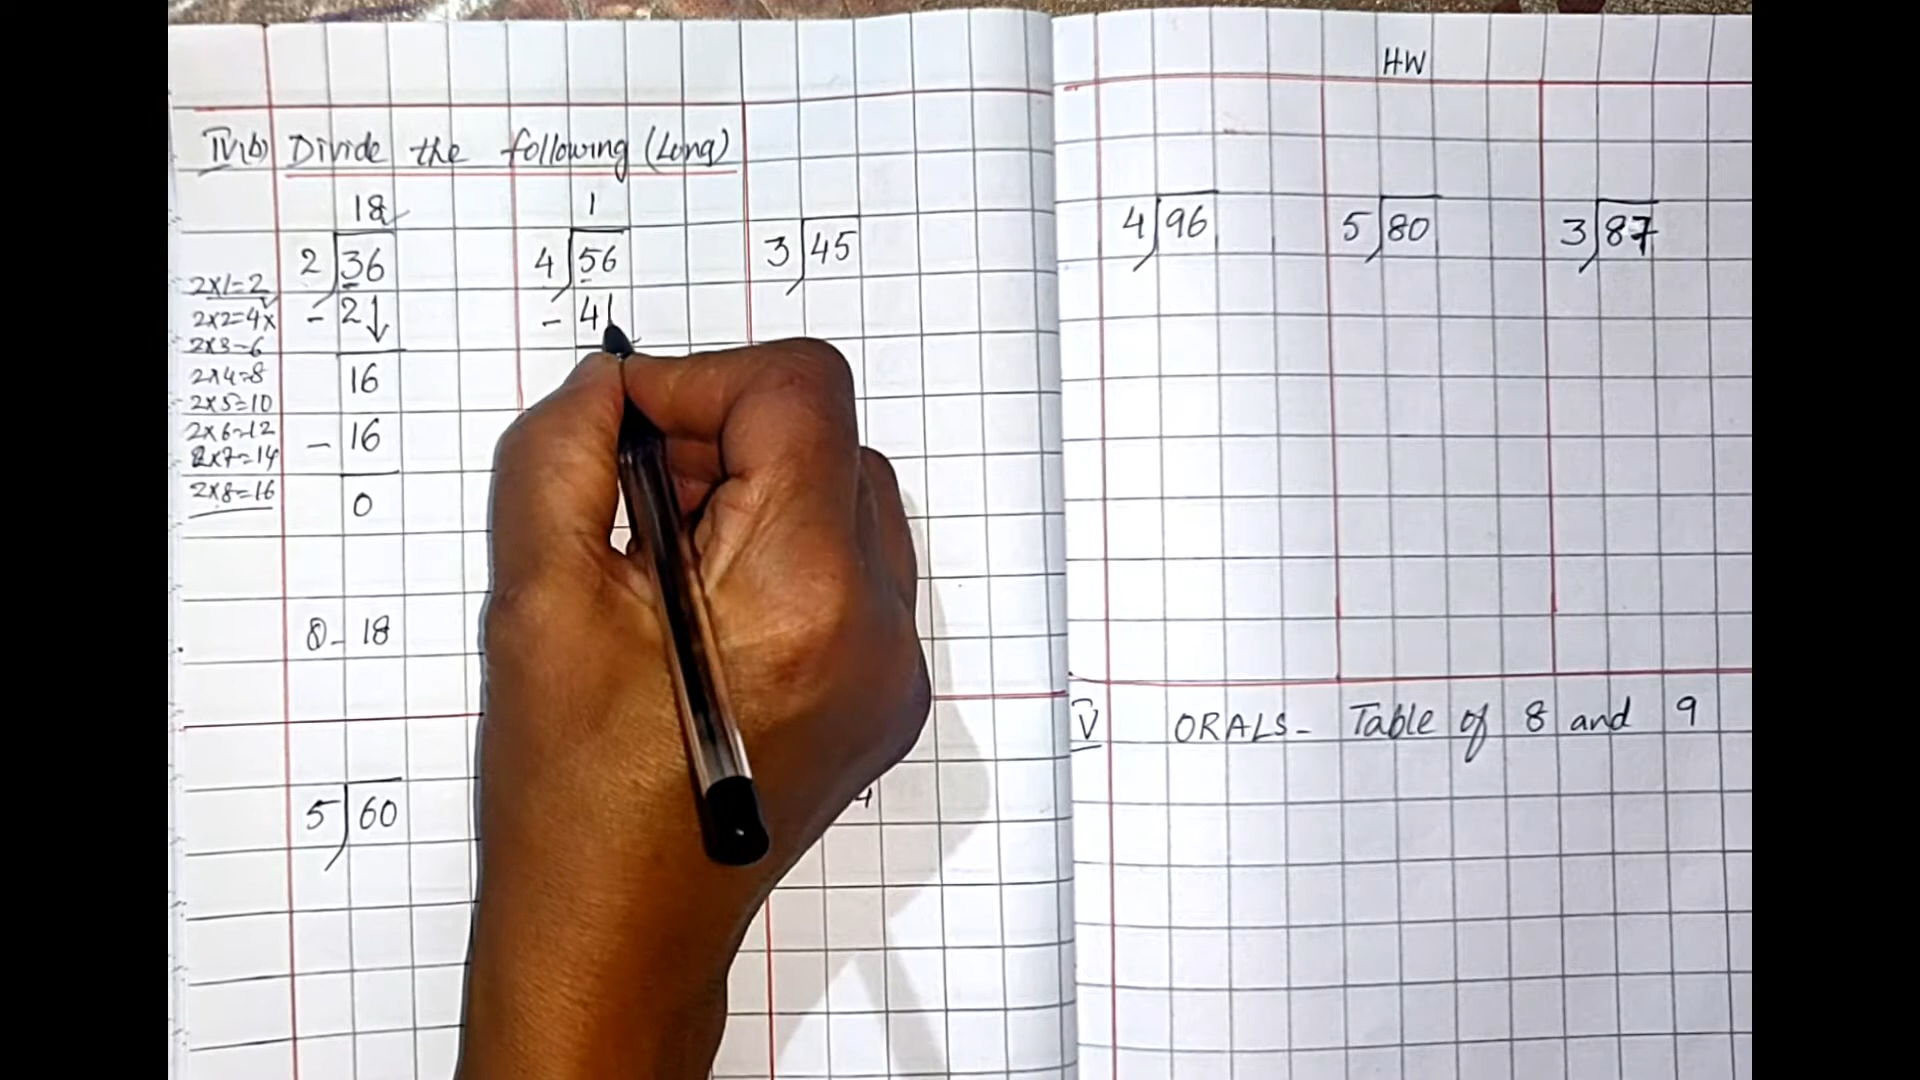 IV(b) Divide the following (Long)
18
2)36
- 2↓
16
- 16
0
Q- 18
2x1=2
2x2=4x
2x3=6
2x4=8
2x5=10
2x6=12
2x7=14
2x8=16
1
4)56
- 4
3)45
5)60
4
HW
4)96 5)80 3)87
V ORALS- Table of 8 and 9